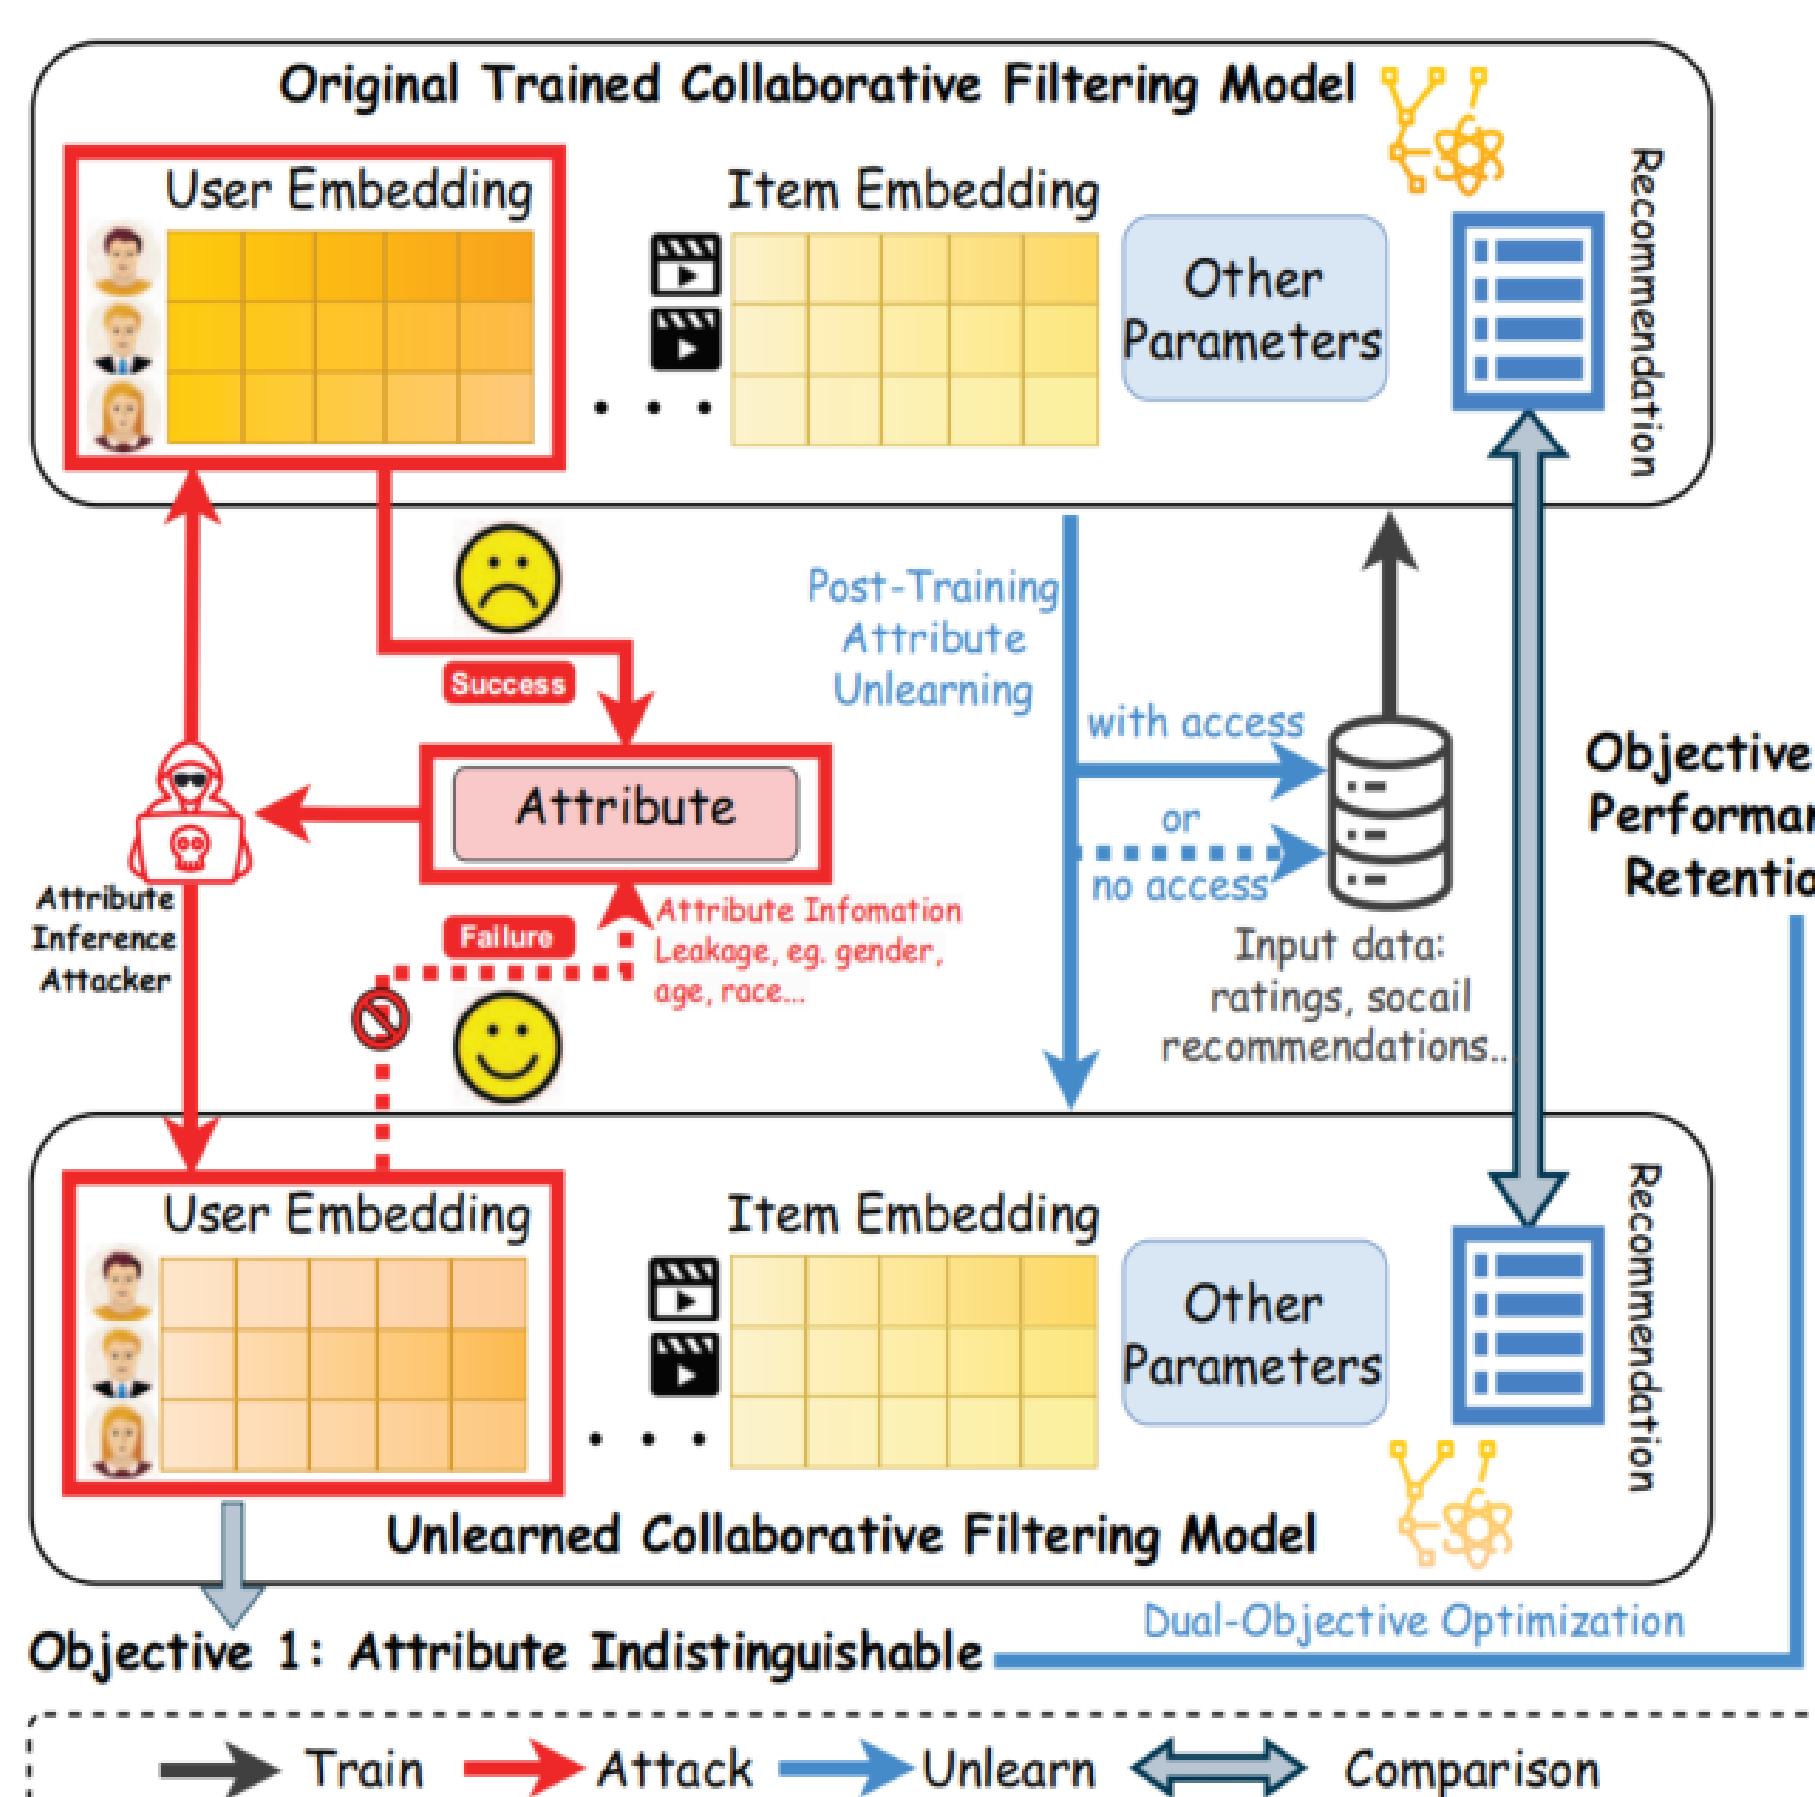 Original Trained Collaborative Filtering Model
User Embedding
Item Embedding
Other
Parameters
Recommendation
Success
Post-Training
Attribute
Unlearning
with access
or
no access
Attribute
Attribute
Inference
Attacker
Failure
Attribute Infomation
Leakage, eg. gender,
age, race...
Input data:
ratings, socail
recommendations...
Objective
Performan
Retentio
User Embedding
Item Embedding
Other
Parameters
Recommendation
Unlearned Collaborative Filtering Model
Dual-Objective Optimization
Objective 1: Attribute Indistinguishable
Train
Attack
Unlearn
Comparison